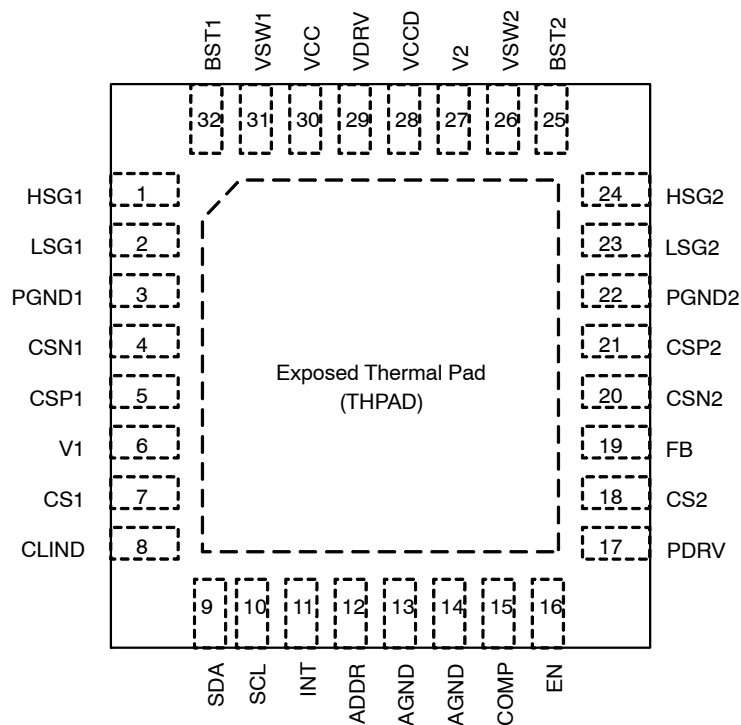 BST1
VSW1
VCC
VDRV
VCCD
V2
VSW2
BST2
32
31
30
29
28
27
26
25
HSG1 1
LSG1 2
PGND1 3
CSN1 4
CSP1 5
V1 6
CS1 7
CLIND 8
Exposed Thermal Pad
(THPAD)
24 HSG2
23 LSG2
22 PGND2
21 CSP2
20 CSN2
19 FB
18 CS2
17 PDRV
9
10
11
12
13
14
15
16
SDA
SCL
INT
ADDR
AGND
AGND
COMP
EN